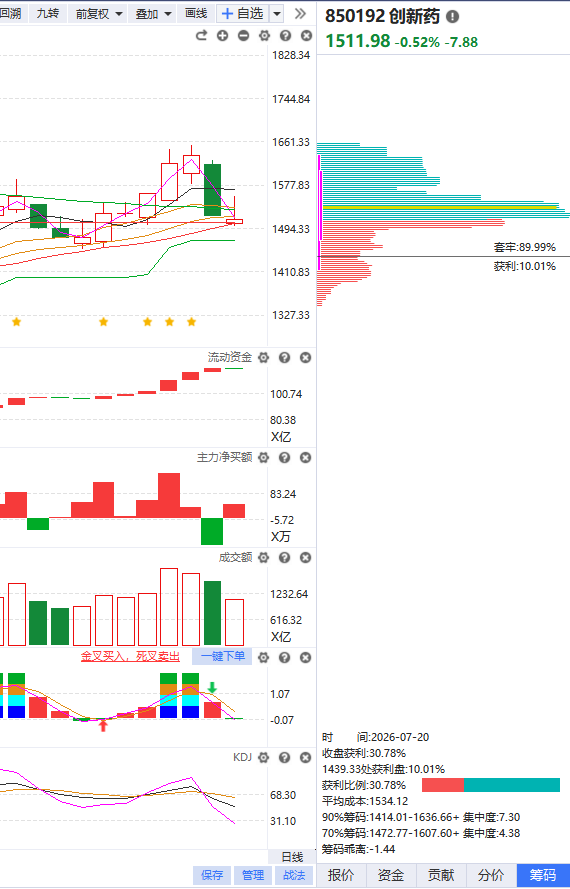 回溯 九转 前复权 叠加 画线 自选
1828.34
1744.84
1661.33
1577.83
1494.33
1410.83
1327.33
流动资金
100.74
80.38
X亿
主力净买额
83.24
-5.72
X万
成交额
1232.64
616.32
X亿
金叉买入，死叉卖出 一键下单
1.07
-0.07
KDJ
68.30
31.10
日线
保存 管理 战法
850192 创新药
1511.98 -0.52% -7.88
套牢:89.99%
获利:10.01%
时 间:2026-07-20
收盘获利:30.78%
1439.33处获利盘:10.01%
获利比例:30.78%
平均成本:1534.12
90%筹码:1414.01-1636.66+ 集中度:7.30
70%筹码:1472.77-1607.60+ 集中度:4.38
筹码乖离:-1.44
报价 资金 贡献 分价 筹码